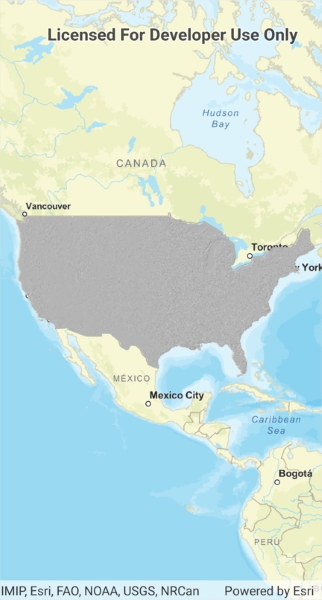 Licensed For Developer Use Only
Hudson
Bay
CANADA
Vancouver
Toronto
York
MÉXICO
Mexico City
Caribbean
Sea
Bogotá
PERU
IMIP, Esri, FAO, NOAA, USGS, NRCan
Powered by Esri